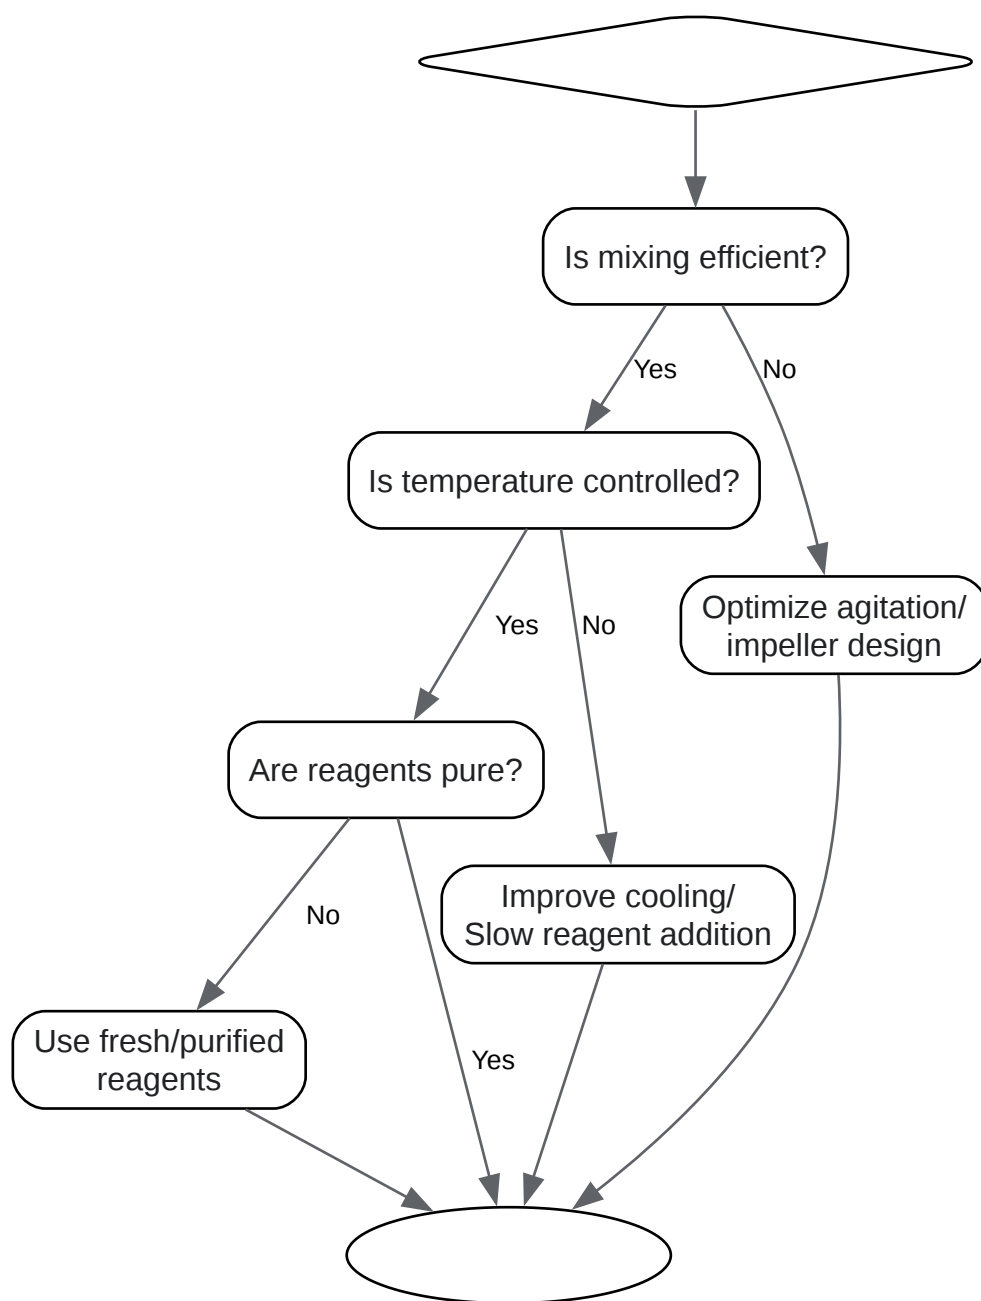 Is mixing efficient?
Yes
No
Is temperature controlled?
Optimize agitation/
impeller design
Yes
No
Are reagents pure?
Improve cooling/
Slow reagent addition
No
Use fresh/purified
reagents
Yes